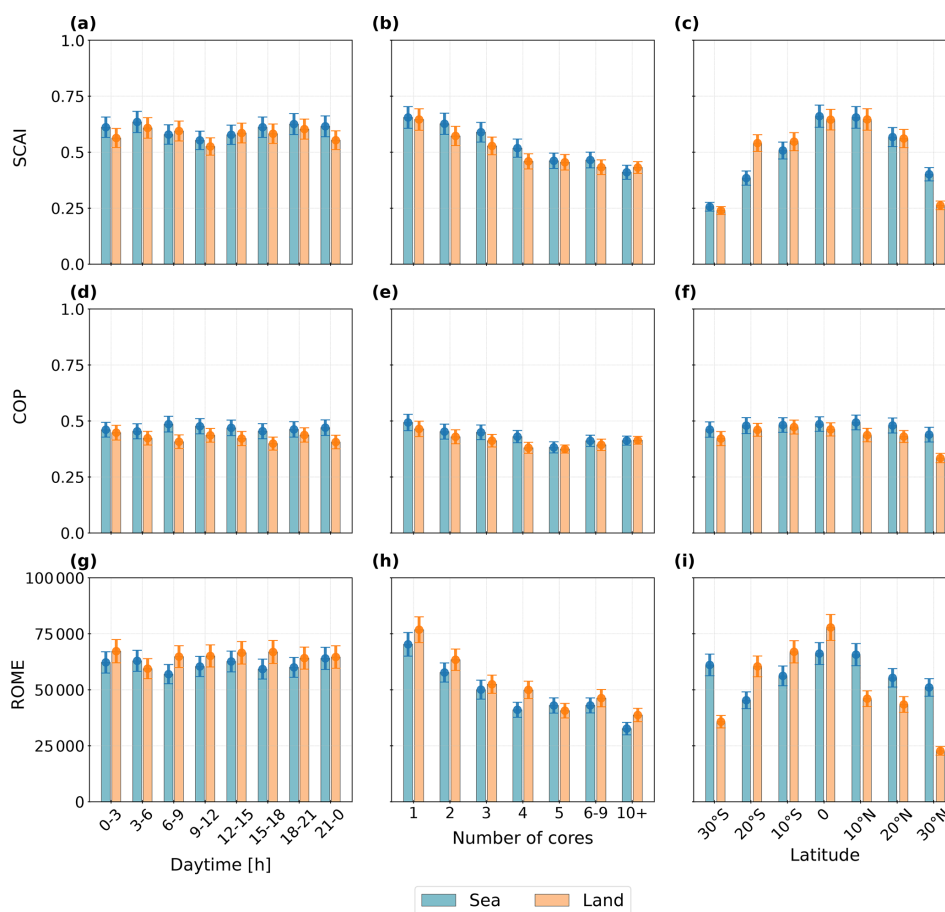 (a) (b) (c)
1.0
0.75
SCAI
0.5
0.25
0.0
(d) (e) (f)
1.0
0.75
COP
0.5
0.25
0.0
(g) (h) (i)
100 000
75 000
ROME
50 000
25 000
0
0-3 3-6 6-9 9-12 12-15 15-18 18-21 21-0
Daytime [h]
1 2 3 4 5 6-9 10+
Number of cores
30°S 20°S 10°S 0 10°N 20°N 30°N
Latitude
Sea Land